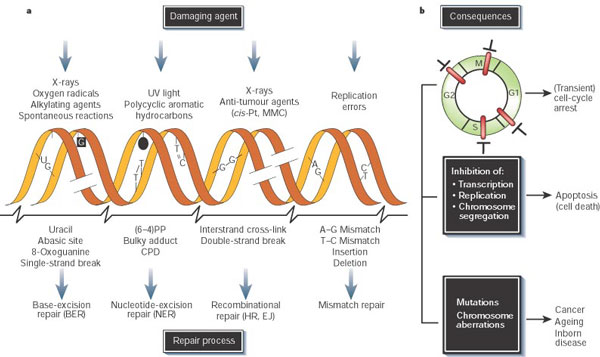 a
Damaging agent
X-rays
Oxygen radicals
Alkylating agents
Spontaneous reactions
UV light
Polycyclic aromatic
hydrocarbons
X-rays
Anti-tumour agents
(cis-Pt, MMC)
Replication
errors
U
G
G
T
T
T
C
G
G
A
G
C
T
Uracil
Abasic site
8-Oxoguanine
Single-strand break
(6–4)PP
Bulky adduct
CPD
Interstrand cross-link
Double-strand break
A–G Mismatch
T–C Mismatch
Insertion
Deletion
Base-excision
repair (BER)
Nucleotide-excision
repair (NER)
Recombinational
repair (HR, EJ)
Mismatch repair
Repair process
b
Consequences
M
G1
S
G2
(Transient)
cell-cycle
arrest
Inhibition of:
• Transcription
• Replication
• Chromosome
segregation
Apoptosis
(cell death)
Mutations
Chromosome
aberrations
Cancer
Ageing
Inborn
disease